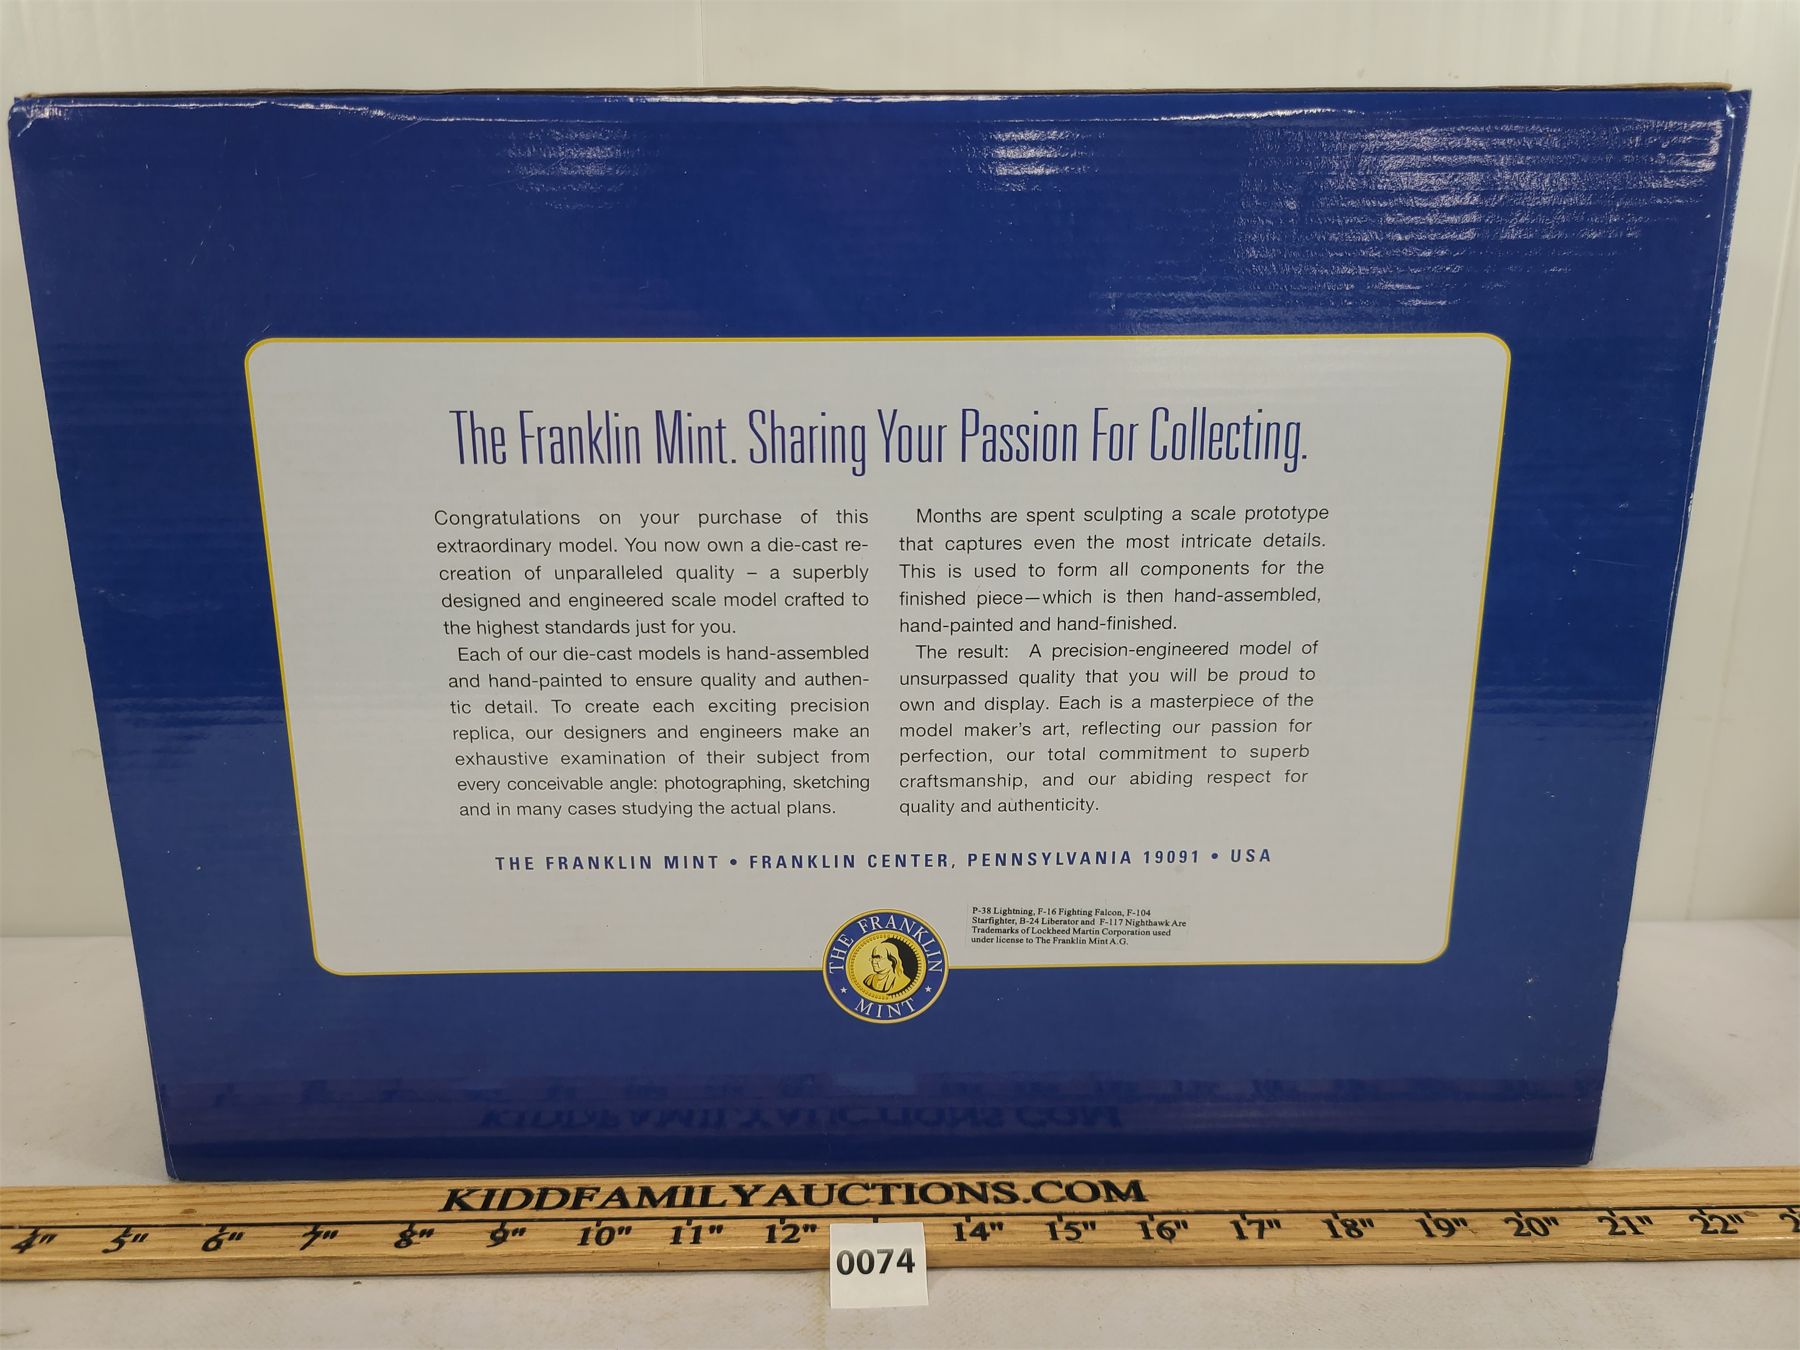 The Franklin Mint. Sharing Your Passion For Collecting.
Congratulations on your purchase of this
extraordinary model. You now own a die-cast re-
creation of unparalleled quality – a superbly
designed and engineered scale model crafted to
the highest standards just for you.
Each of our die-cast models is hand-assembled
and hand-painted to ensure quality and authen-
tic detail. To create each exciting precision
replica, our designers and engineers make an
exhaustive examination of their subject from
every conceivable angle: photographing, sketching
and in many cases studying the actual plans.
Months are spent sculpting a scale prototype
that captures even the most intricate details.
This is used to form all components for the
finished piece—which is then hand-assembled,
hand-painted and hand-finished.
The result: A precision-engineered model of
unsurpassed quality that you will be proud to
own and display. Each is a masterpiece of the
model maker's art, reflecting our passion for
perfection, our total commitment to superb
craftsmanship, and our abiding respect for
quality and authenticity.
THE FRANKLIN MINT • FRANKLIN CENTER, PENNSYLVANIA 19091 • USA
P-38 Lightning, F-16 Fighting Falcon, F-104
Starfighter, B-24 Liberator and F-117 Nighthawk Are
Trademarks of Lockheed Martin Corporation used
under license to The Franklin Mint A.G.
THE FRANKLIN
MINT
KIDDFAMILYAUCTIONS.COM
4" 5" 6" 7" 8" 9" 10" 11" 12" 14" 15" 16" 17" 18" 19" 20" 21" 22"
0074